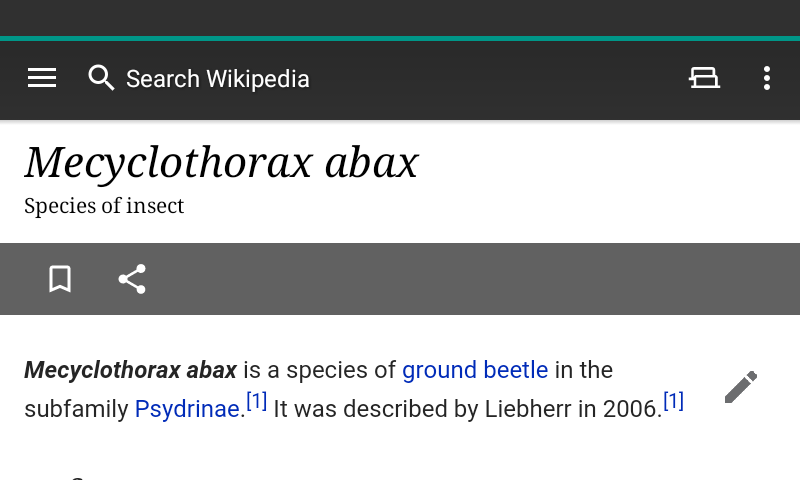 Search Wikipedia
Mecyclothorax abax
Species of insect
Mecyclothorax abax is a species of ground beetle in the
subfamily Psydrinae.[1] It was described by Liebherr in 2006.[1]